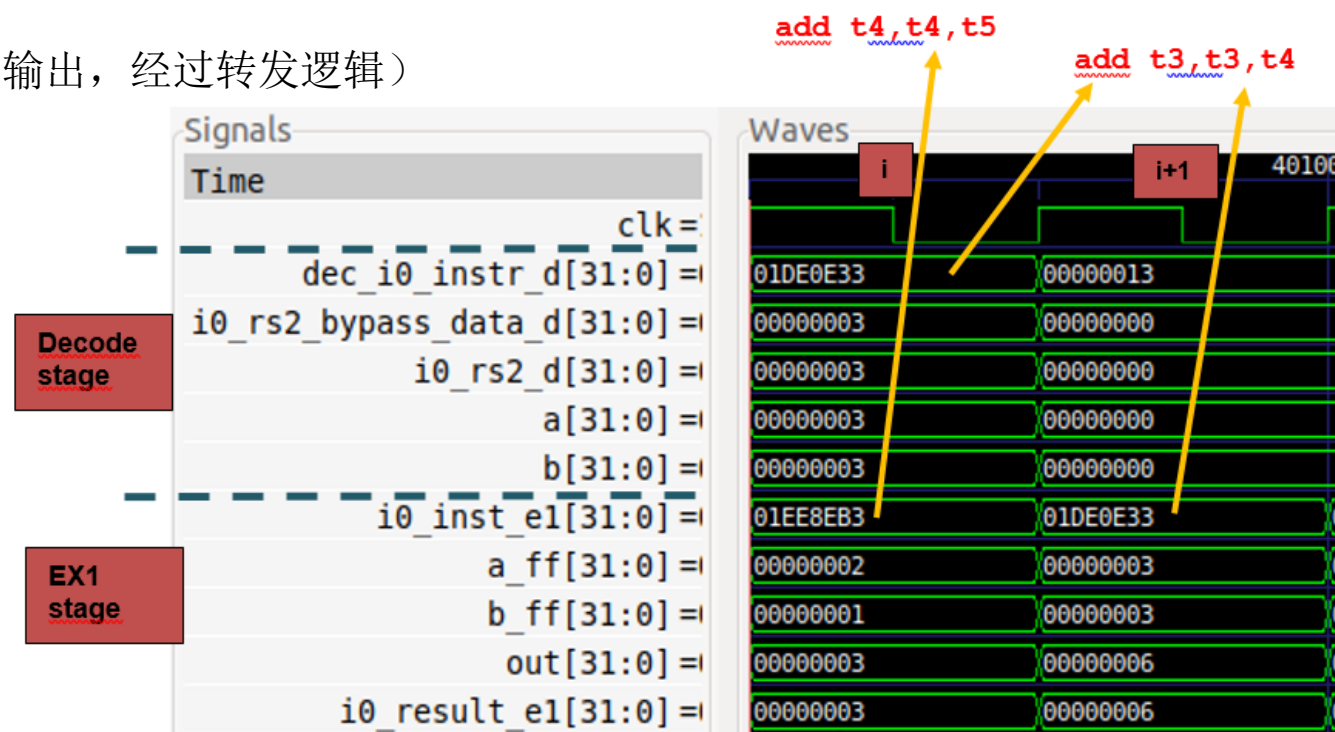 add t4,t4,t5
add t3,t3,t4
输出，经过转发逻辑）
Signals
Waves
Time
i
i+1
40100
clk=
dec_i0_instr_d[31:0] =
01DE0E33
00000013
i0_rs2_bypass_data_d[31:0] =
00000003
00000000
Decode
stage
i0_rs2_d[31:0] =
00000003
00000000
a[31:0] =
00000003
00000000
b[31:0] =
00000003
00000000
i0_inst_e1[31:0] =
01EE8EB3
01DE0E33
EX1
stage
a_ff[31:0] =
00000002
00000003
b_ff[31:0] =
00000001
00000003
out[31:0] =
00000003
00000006
i0_result_e1[31:0] =
00000003
00000006